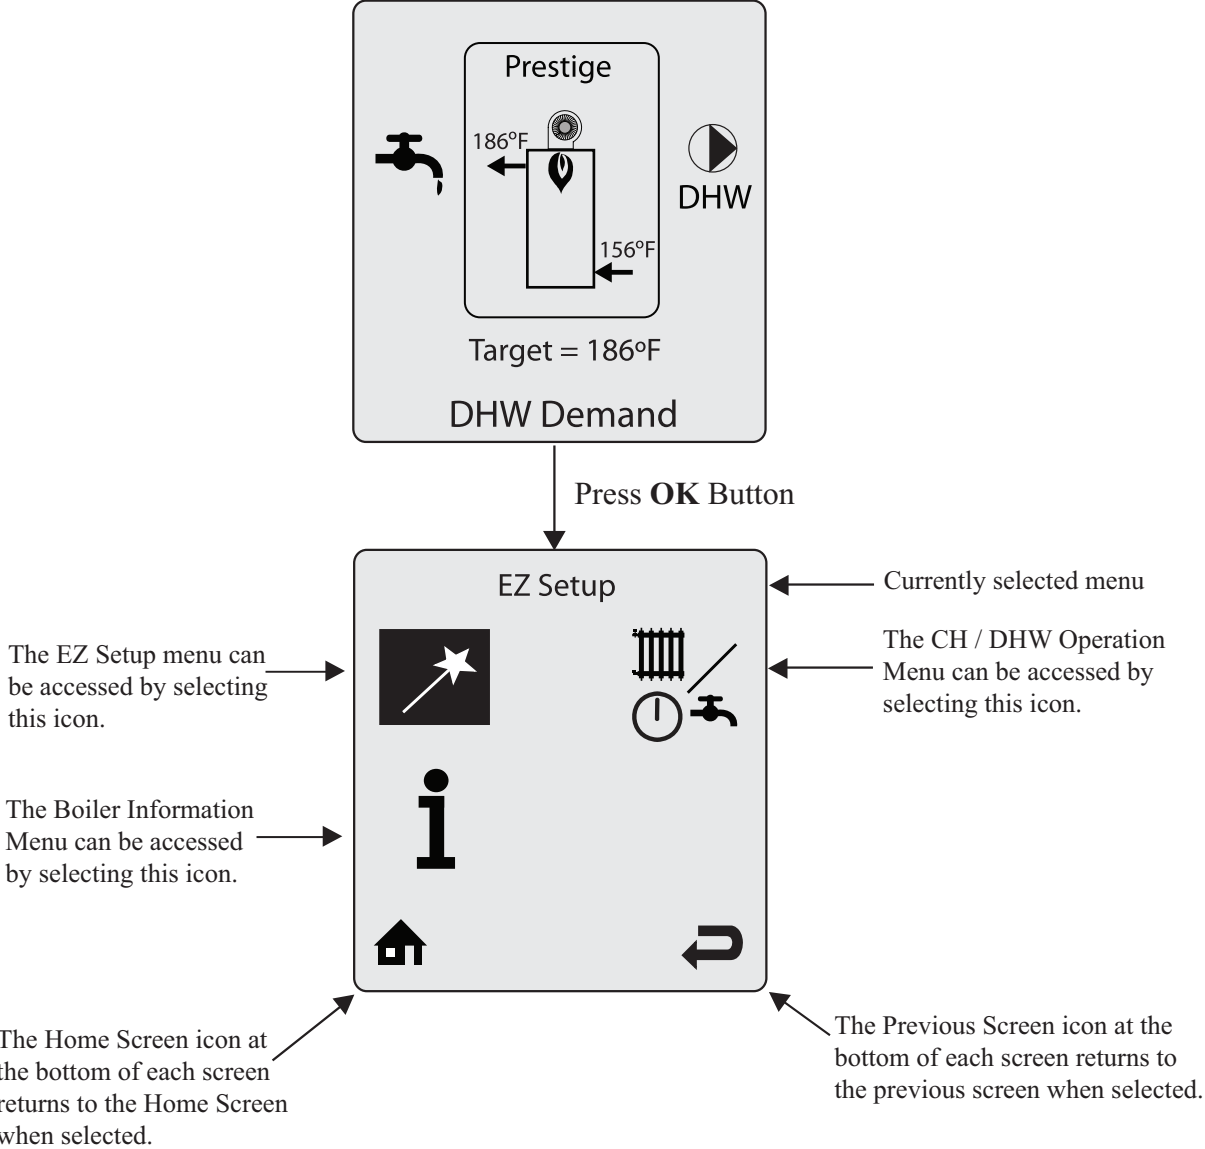 Prestige
186ºF
DHW
156ºF
Target = 186ºF
DHW Demand
Press OK Button
EZ Setup
Currently selected menu
The EZ Setup menu can
be accessed by selecting
this icon.
The CH / DHW Operation
Menu can be accessed by
selecting this icon.
The Boiler Information
Menu can be accessed
by selecting this icon.
The Home Screen icon at
the bottom of each screen
returns to the Home Screen
when selected.
The Previous Screen icon at the
bottom of each screen returns to
the previous screen when selected.